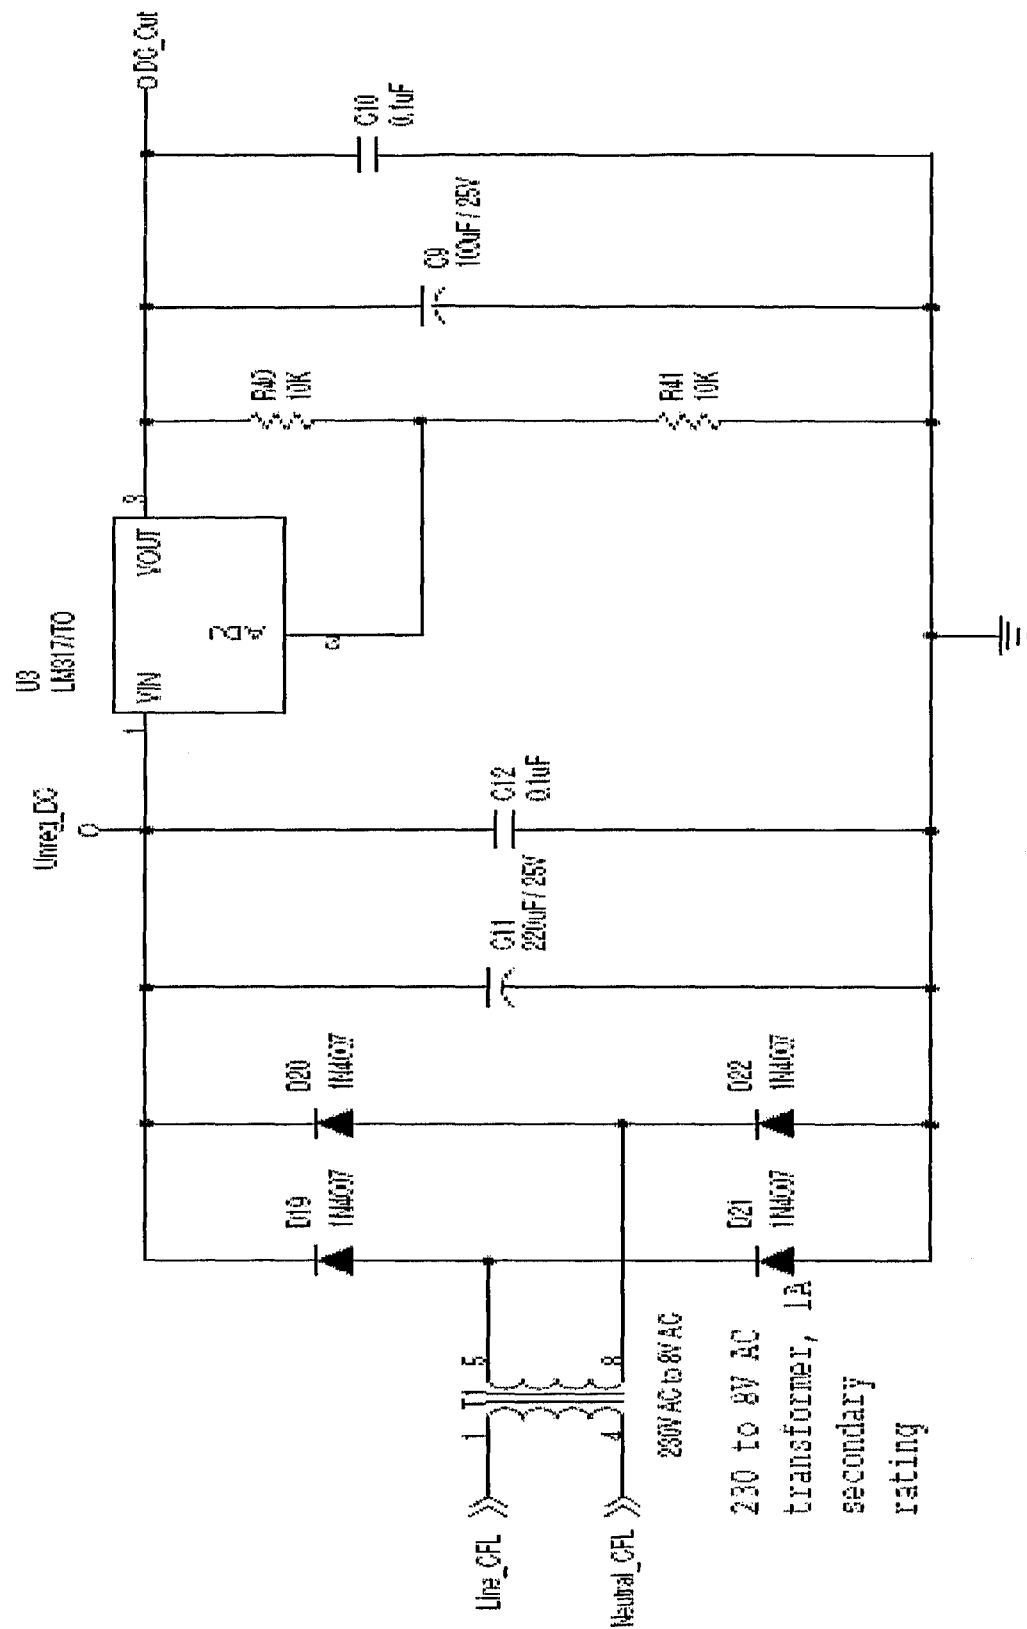 Line_CFL
Neutral_CFL
1
4
T1
5
8
230V AC to 8V AC
230 to 8V AC
transformer, 1A
secondary
rating
D19
1N4007
D20
1N4007
D21
1N4007
D22
1N4007
C11
220uF / 25V
C12
0.1uF
Unreg_DC
U3
LM317/TO
1
VIN
VOUT
3
2
R40
10K
R41
10K
C9
100uF / 25V
C10
0.1uF
DC_Out